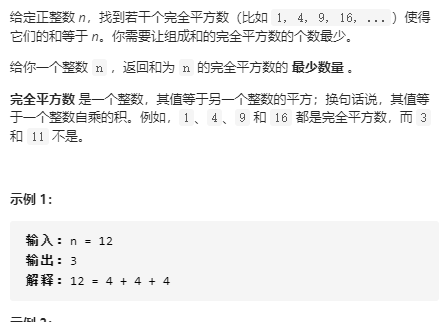 给定正整数 n，找到若干个完全平方数（比如 1, 4, 9, 16, ...）使得
它们的和等于 n。你需要让组成和的完全平方数的个数最少。
给你一个整数 n ，返回和为 n 的完全平方数的 最少数量 。
完全平方数 是一个整数，其值等于另一个整数的平方；换句话说，其值等
于一个整数自乘的积。例如，1 、4 、9 和 16 都是完全平方数，而 3
和 11 不是。
示例 1：
输入：n = 12
输出：3
解释：12 = 4 + 4 + 4
示例 2：